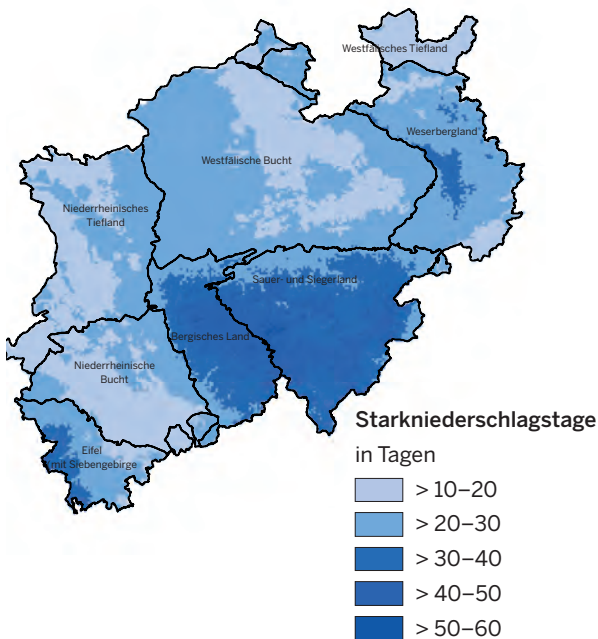 Westfälisches Tiefland
Weserbergland
Westfälische Bucht
Niederrheinisches
Tiefland
Sauer- und Siegerland
Bergisches Land
Niederrheinische
Bucht
Eifel
(mit Siebengebirge
Starkniederschlagstage
in Tagen
> 10–20
> 20–30
> 30–40
> 40–50
> 50–60